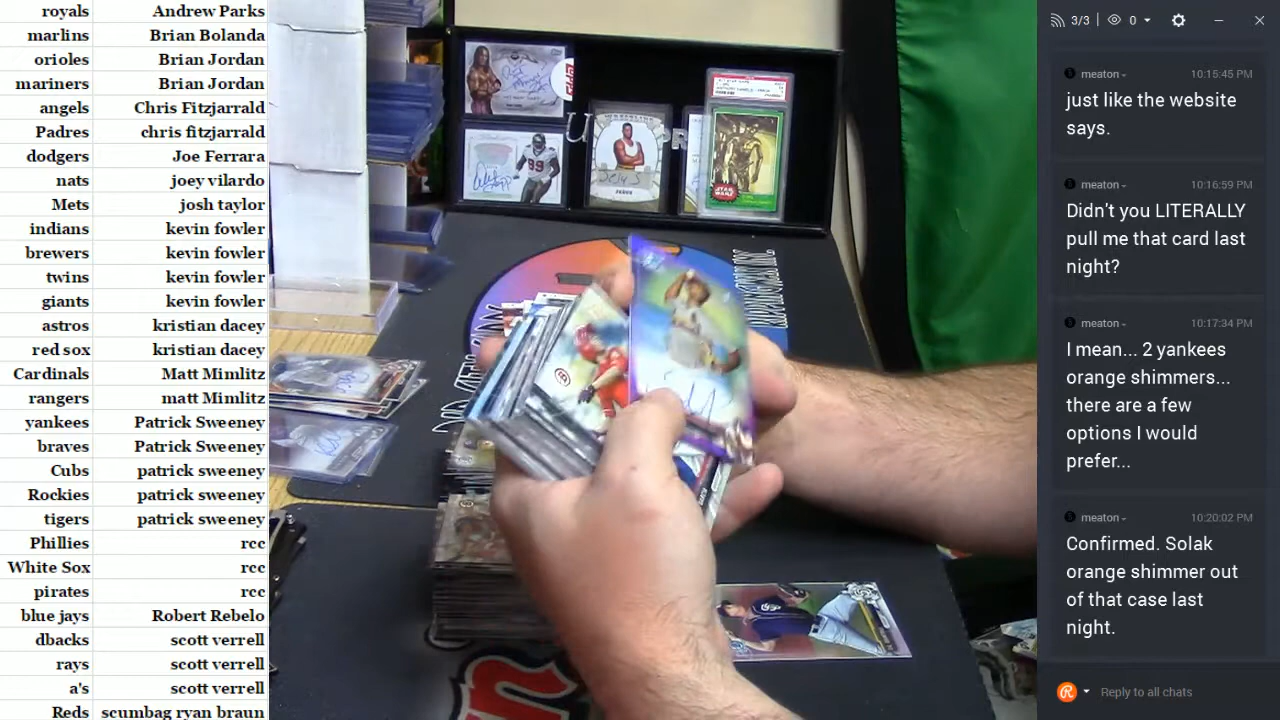 royals Andrew Parks
marlins Brian Bolanda
orioles Brian Jordan
mariners Brian Jordan
angels Chris Fitzjarrald
Padres chris fitzjarrald
dodgers Joe Ferrara
nats joey vilardo
Mets josh taylor
indians kevin fowler
brewers kevin fowler
twins kevin fowler
giants kevin fowler
astros kristian dacey
red sox kristian dacey
Cardinals Matt Mimlitz
rangers matt Mimlitz
yankees Patrick Sweeney
braves Patrick Sweeney
Cubs patrick sweeney
Rockies patrick sweeney
tigers patrick sweeney
Phillies rcc
White Sox rcc
pirates rcc
blue jays Robert Rebelo
dbacks scott verrell
rays scott verrell
a's scott verrell
Reds scumbag ryan braun
STAR
WARS
99
3/3
0
meaton 10:15:45 PM
just like the website
says.
meaton 10:16:59 PM
Didn't you LITERALLY
pull me that card last
night?
meaton 10:17:34 PM
I mean... 2 yankees
orange shimmers...
there are a few
options I would
prefer...
meaton 10:20:02 PM
Confirmed. Solak
orange shimmer out
of that case last
night.
Reply to all chats